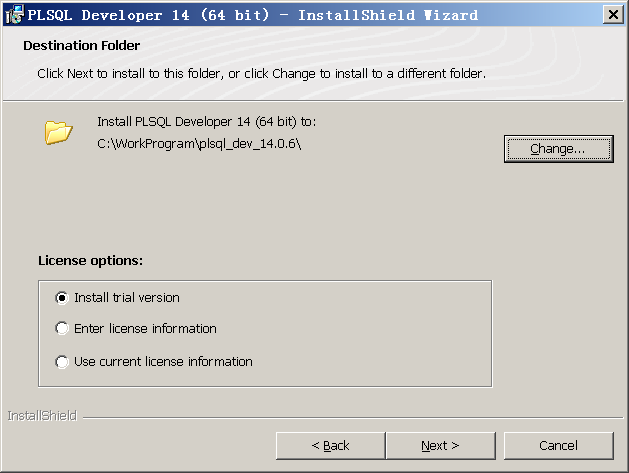 PLSQL Developer 14 (64 bit) - InstallShield Wizard
Destination Folder
Click Next to install to this folder, or click Change to install to a different folder.
Install PLSQL Developer 14 (64 bit) to:
C:\WorkProgram\plsql_dev_14.0.6\
Change...
License options:
Install trial version
Enter license information
Use current license information
InstallShield
< Back
Next >
Cancel